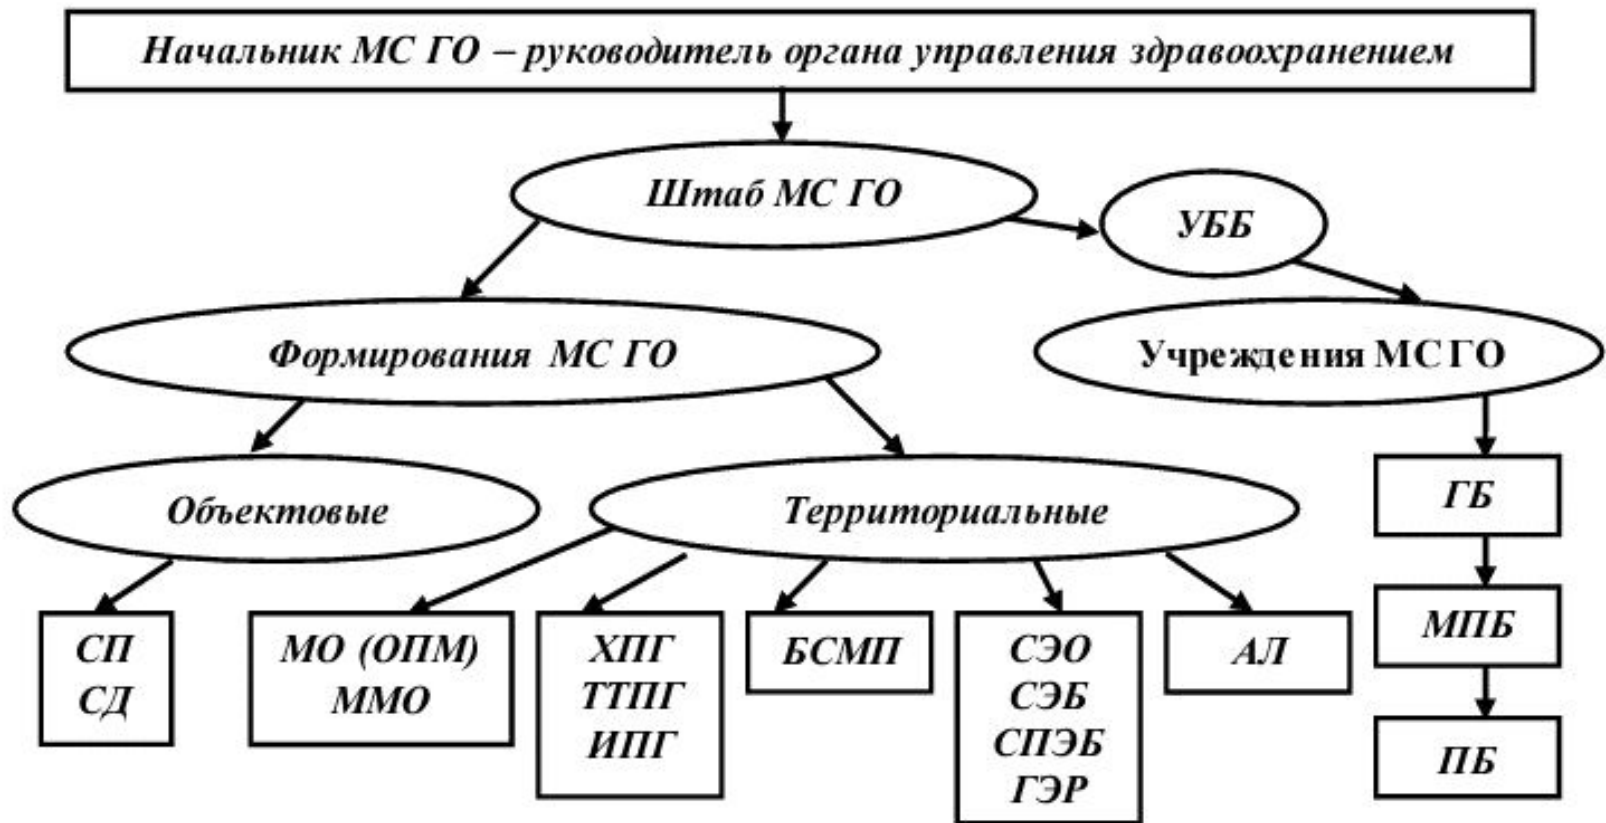 Начальник МС ГО – руководитель органа управления здравоохранением
Штаб МС ГО
УББ
Формирования МС ГО
Учреждения МС ГО
Объектовые
Территориальные
ГБ
МПБ
ПБ
СП
СД
МО (ОПМ)
ММО
ХПГ
ТТПГ
ИПГ
БСМП
СЭО
СЭБ
СПЭБ
ГЭР
АЛ